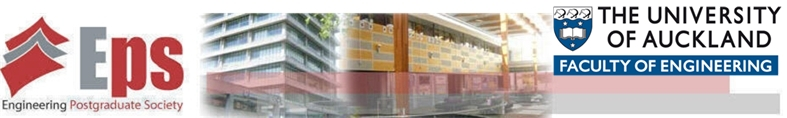 Eps
Engineering Postgraduate Society
THE UNIVERSITY
OF AUCKLAND
FACULTY OF ENGINEERING